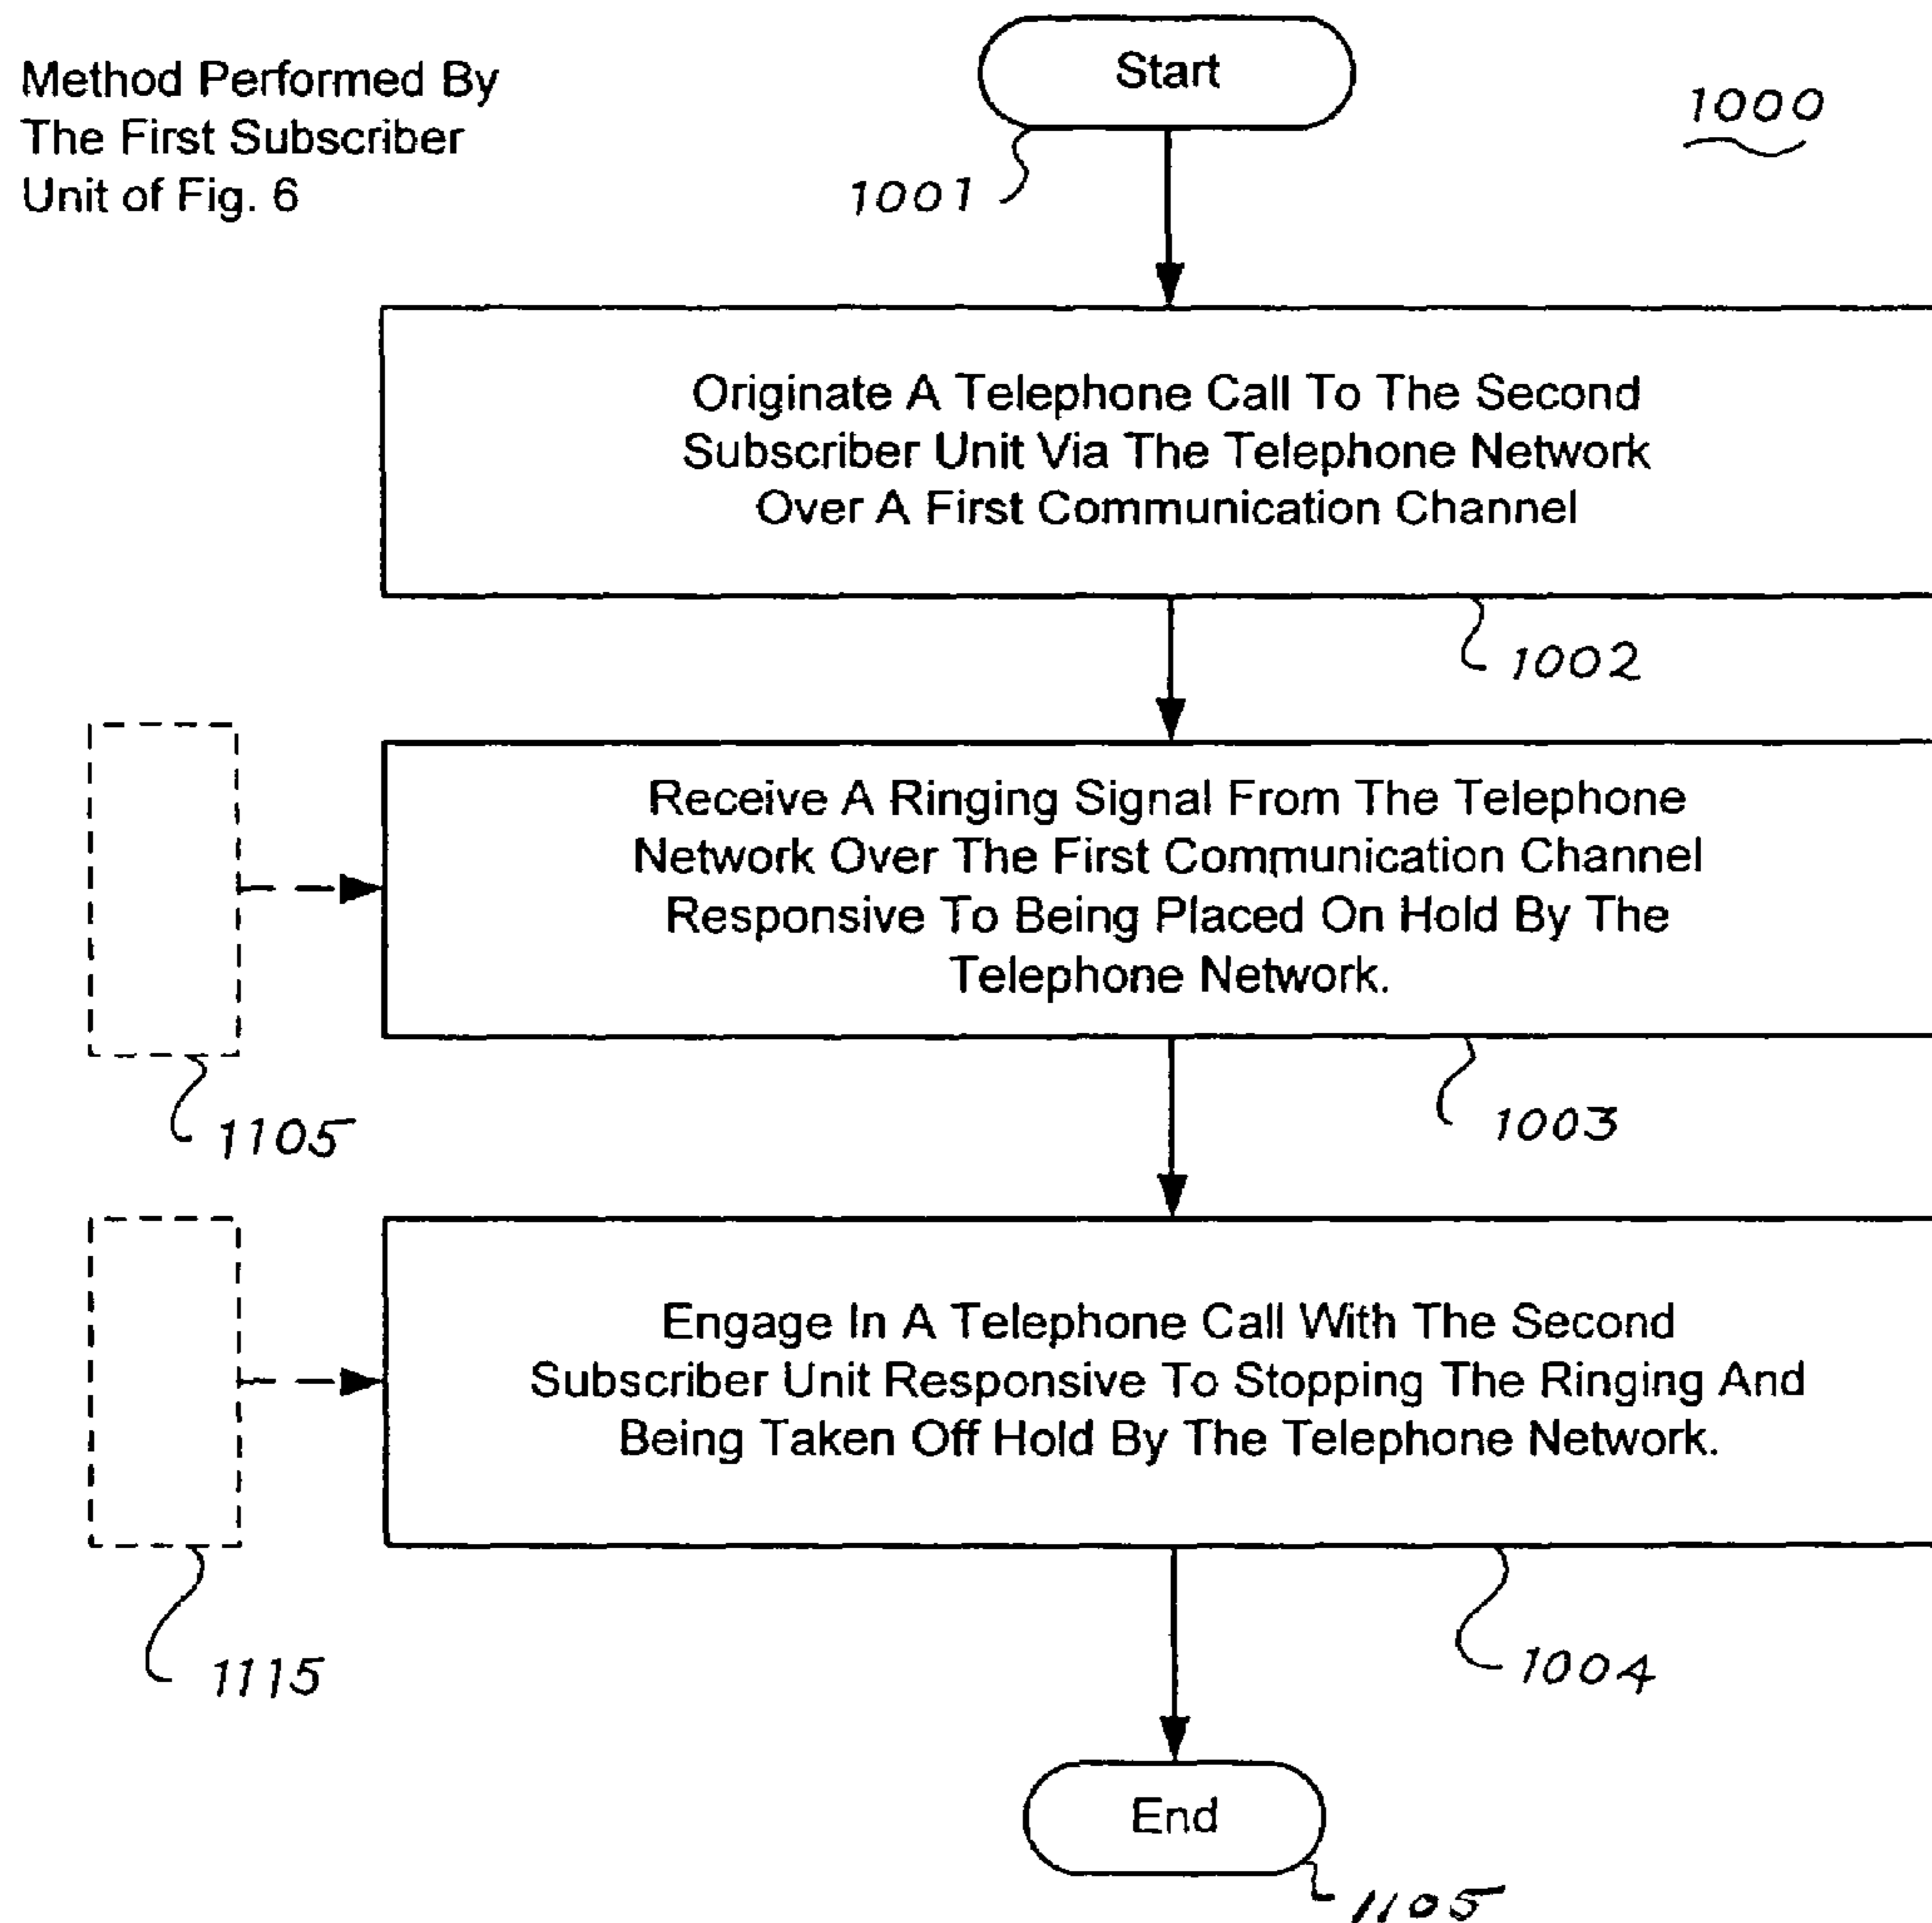 Method Performed By
The First Subscriber
Unit of Fig. 6
Start
1000
1001
Originate A Telephone Call To The Second
Subscriber Unit Via The Telephone Network
Over A First Communication Channel
1002
Receive A Ringing Signal From The Telephone
Network Over The First Communication Channel
Responsive To Being Placed On Hold By The
Telephone Network.
1105
1003
Engage In A Telephone Call With The Second
Subscriber Unit Responsive To Stopping The Ringing And
Being Taken Off Hold By The Telephone Network.
1115
1004
End
1105